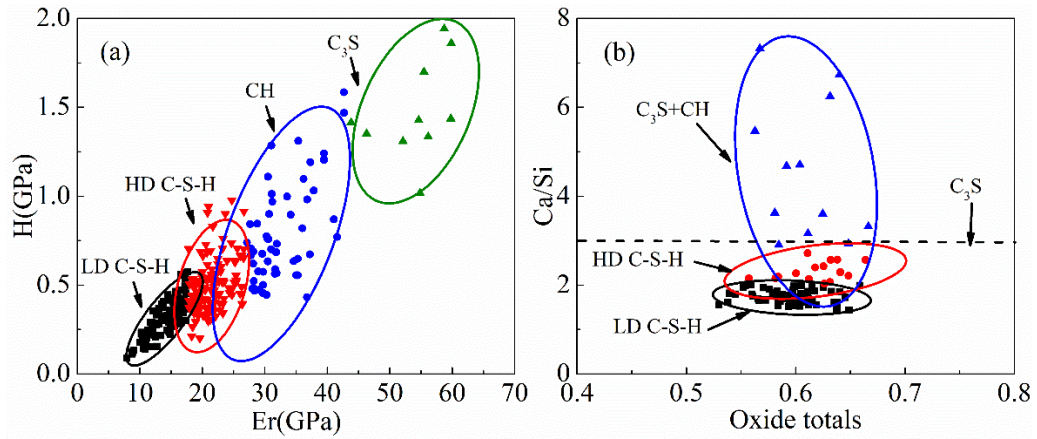 (a)
H(GPa)
2.0
1.5
1.0
0.5
0.0
C₃S
CH
HD C-S-H
LD C-S-H
0 10 20 30 40 50 60 70
Er(GPa)
(b)
Ca/Si
8
6
4
2
0
C₃S+CH
C₃S
HD C-S-H
LD C-S-H
0.4 0.5 0.6 0.7 0.8
Oxide totals